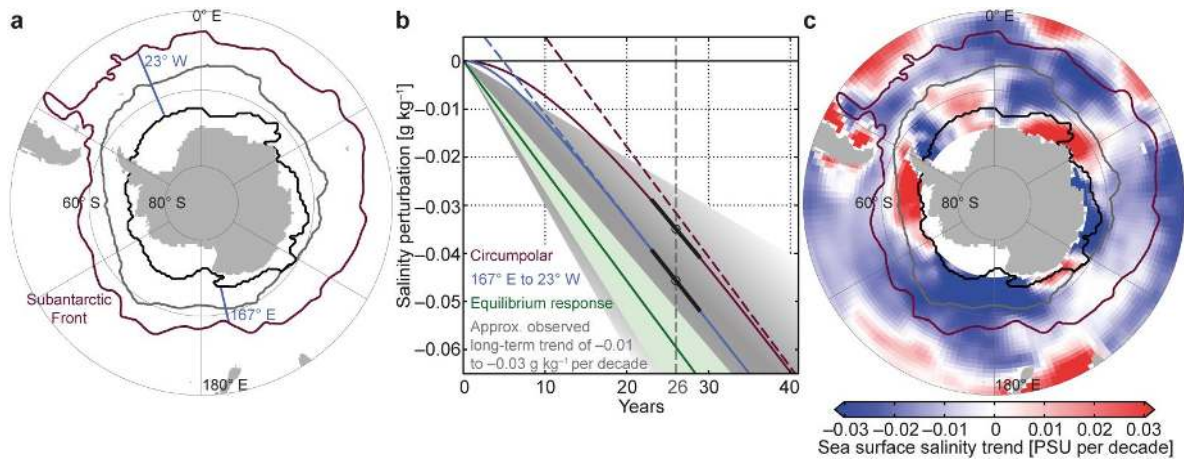 a
0° E
23° W
60° S
80° S
Subantarctic
Front
167° E
180° E
b
Salinity perturbation [g kg⁻¹]
0
−0.01
−0.02
−0.03
−0.04
−0.05
−0.06
Circumpolar
167° E to 23° W
Equilibrium response
Approx. observed
long-term trend of −0.01
to −0.03 g kg⁻¹ per decade
0
10
20
26
30
40
Years
c
0° E
60° S
80° S
180° E
−0.03
−0.02
−0.01
0
0.01
0.02
0.03
Sea surface salinity trend [PSU per decade]